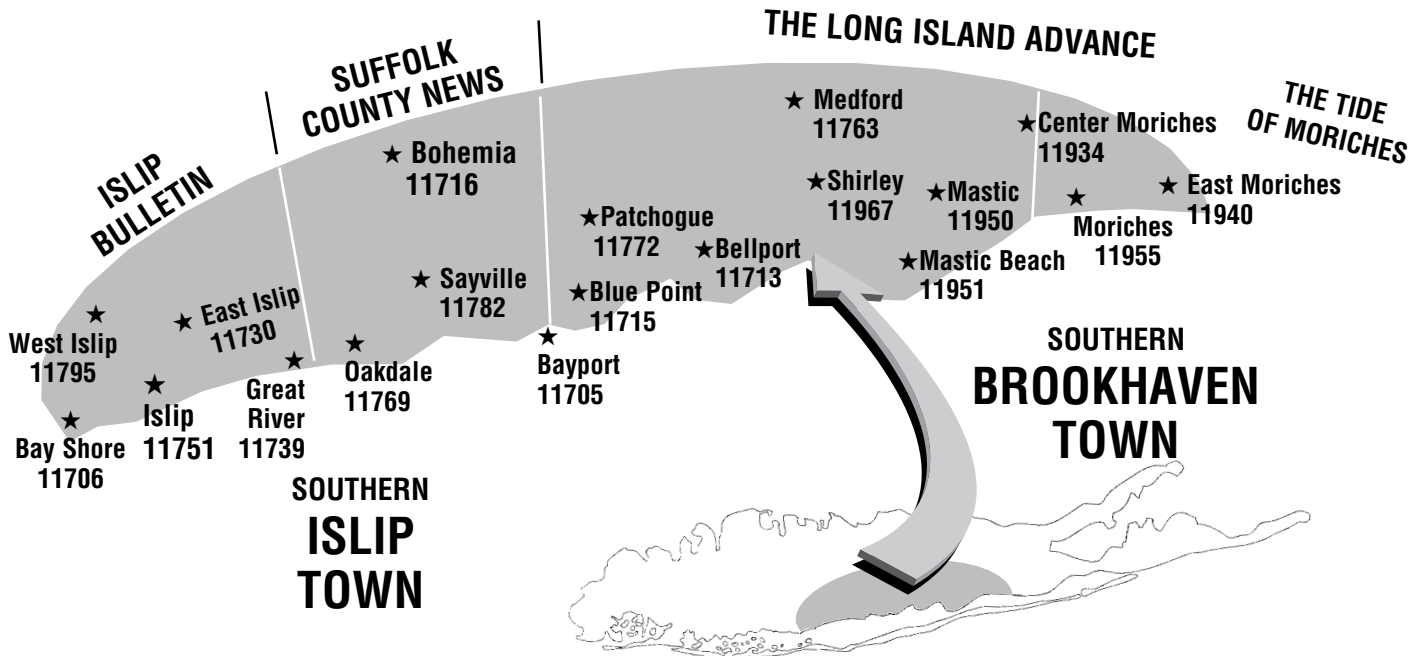 THE LONG ISLAND ADVANCE
SUFFOLK
COUNTY NEWS
THE TIDE
OF MORICHES
ISLIP
BULLETIN
Medford
11763
Center Moriches
11934
Bohemia
11716
Shirley
11967
Mastic
11950
East Moriches
11940
Patchogue
11772
Moriches
11955
Bellport
11713
Mastic Beach
11951
Sayville
11782
Blue Point
11715
East Islip
11730
West Islip
11795
Bayport
11705
Oakdale
11769
Great
River
11739
Islip
11751
Bay Shore
11706
SOUTHERN
BROOKHAVEN
TOWN
SOUTHERN
ISLIP
TOWN